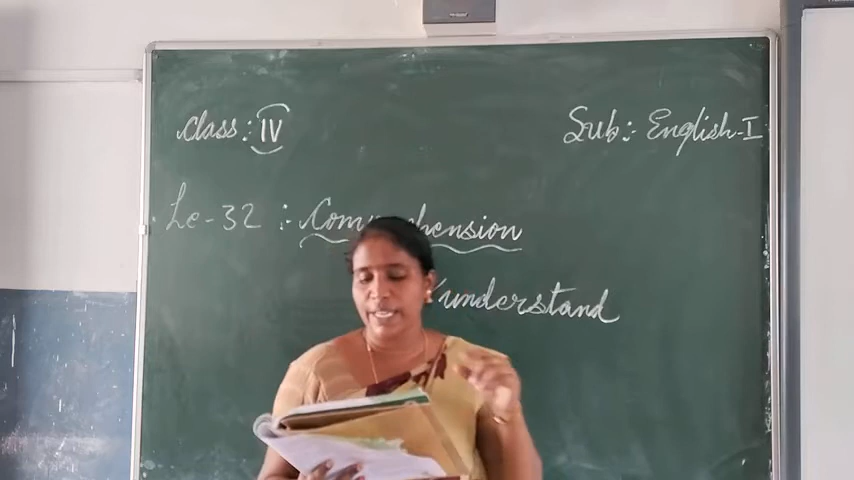 Class : IV
Sub : English-I
Le - 32 : Comprehension
understand